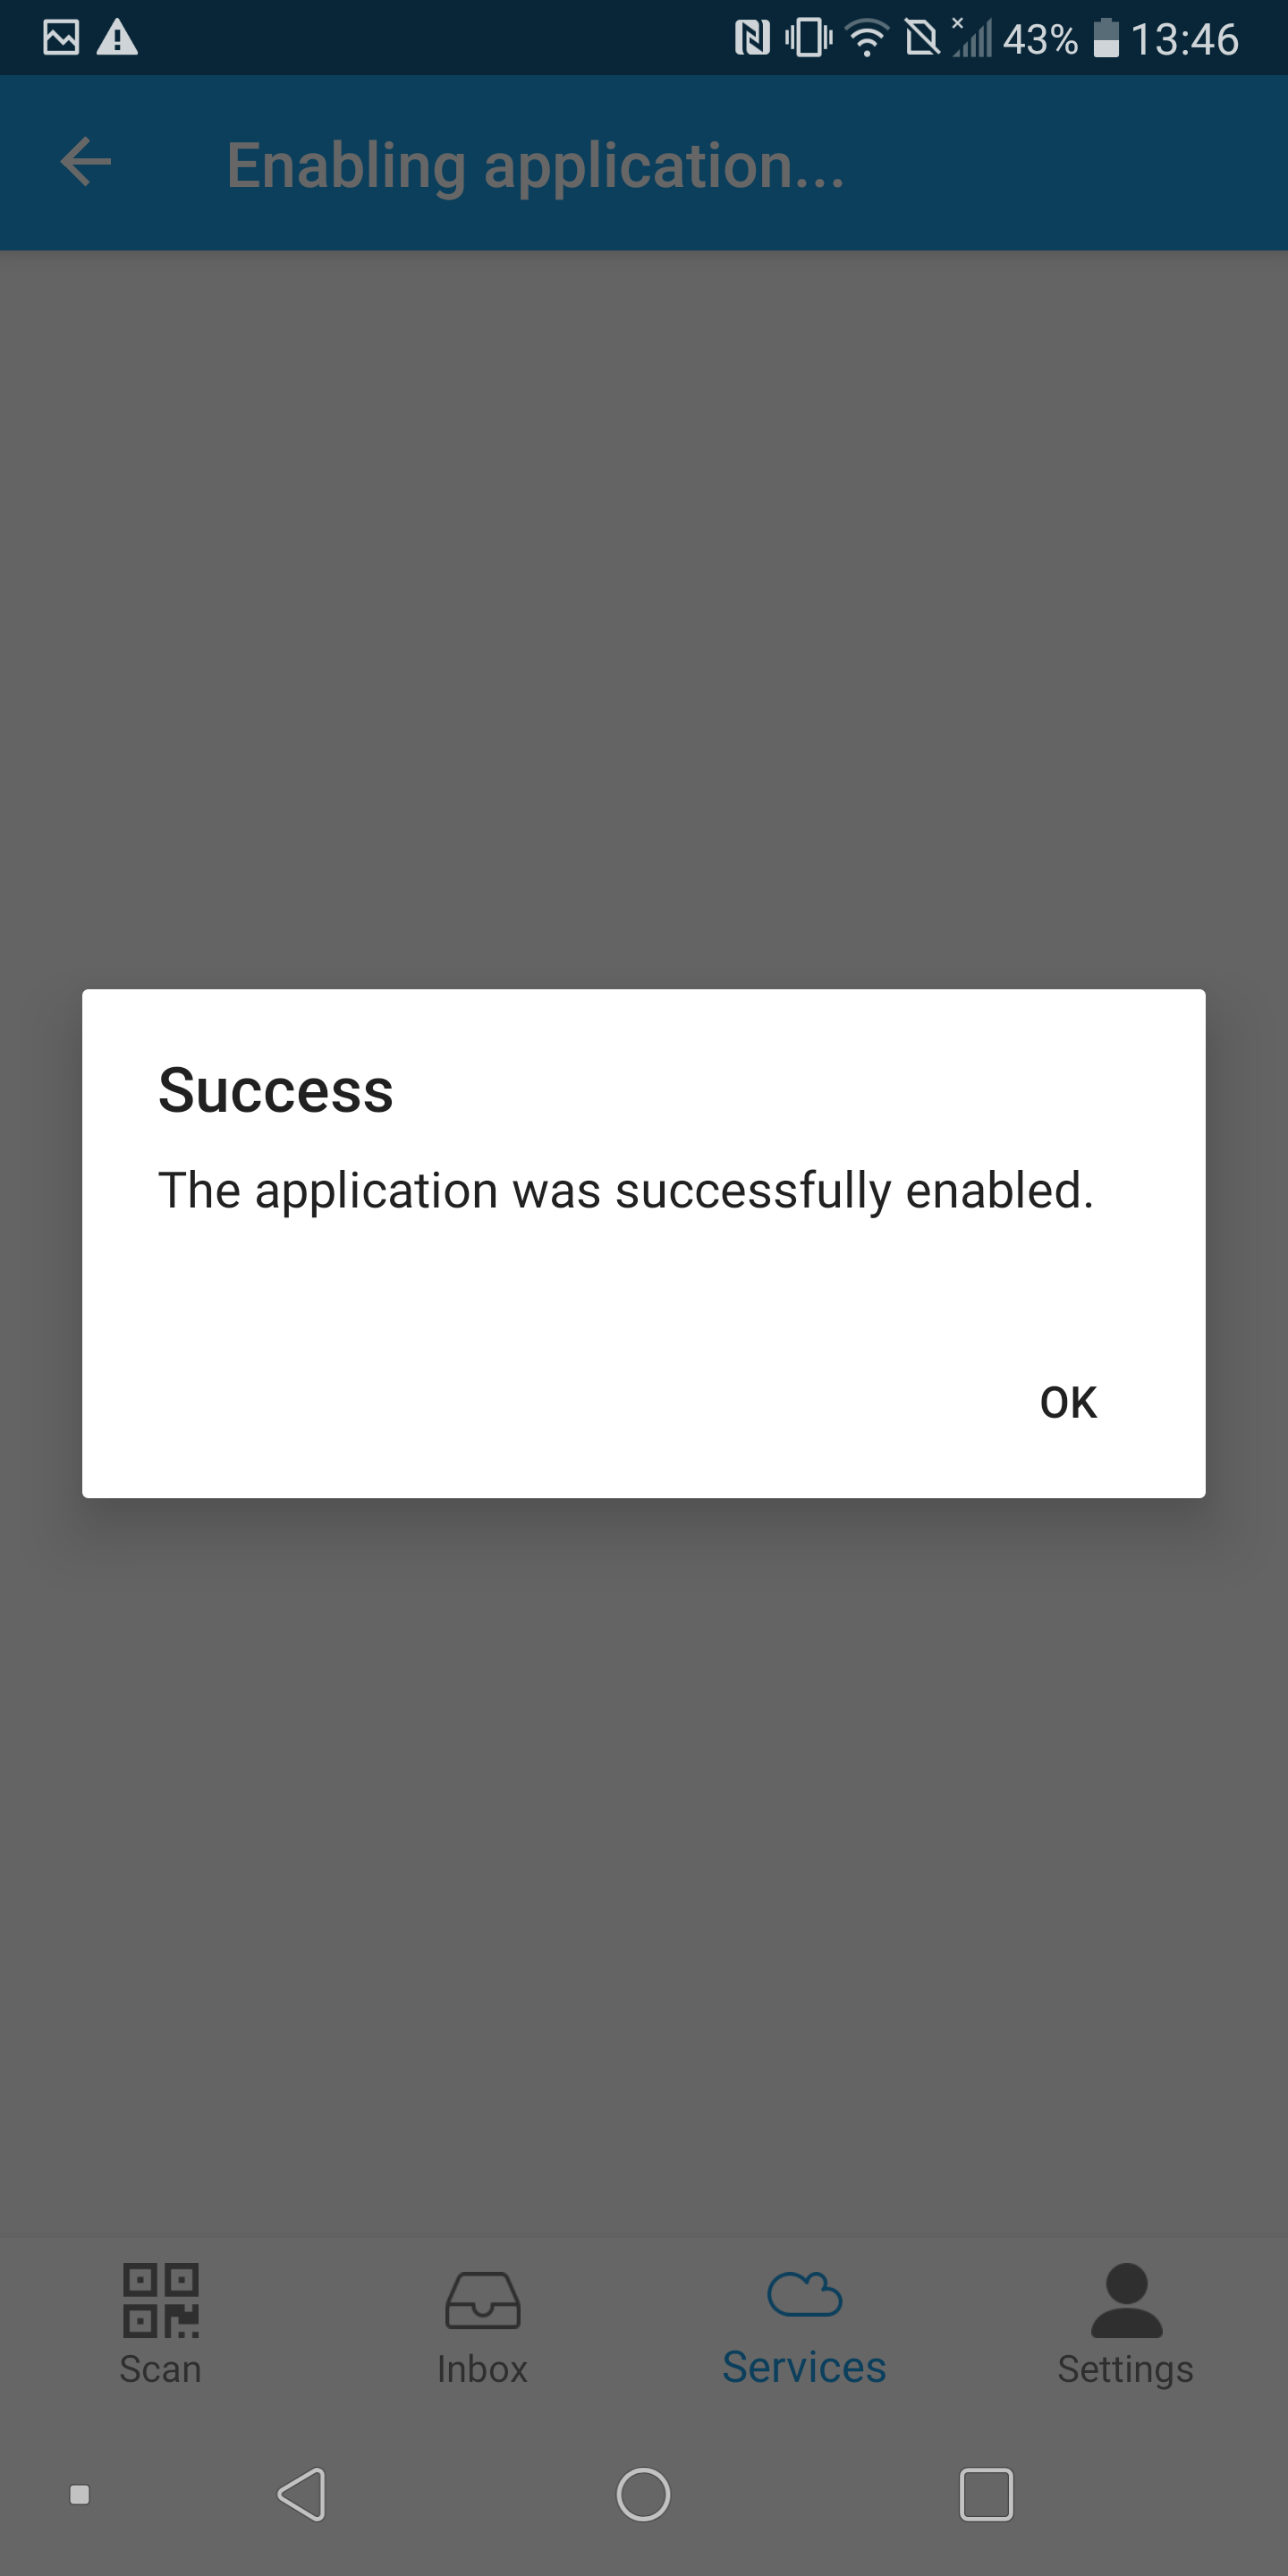 43% 13:46
Enabling application...
Success
The application was successfully enabled.
OK
Scan
Inbox
Services
Settings